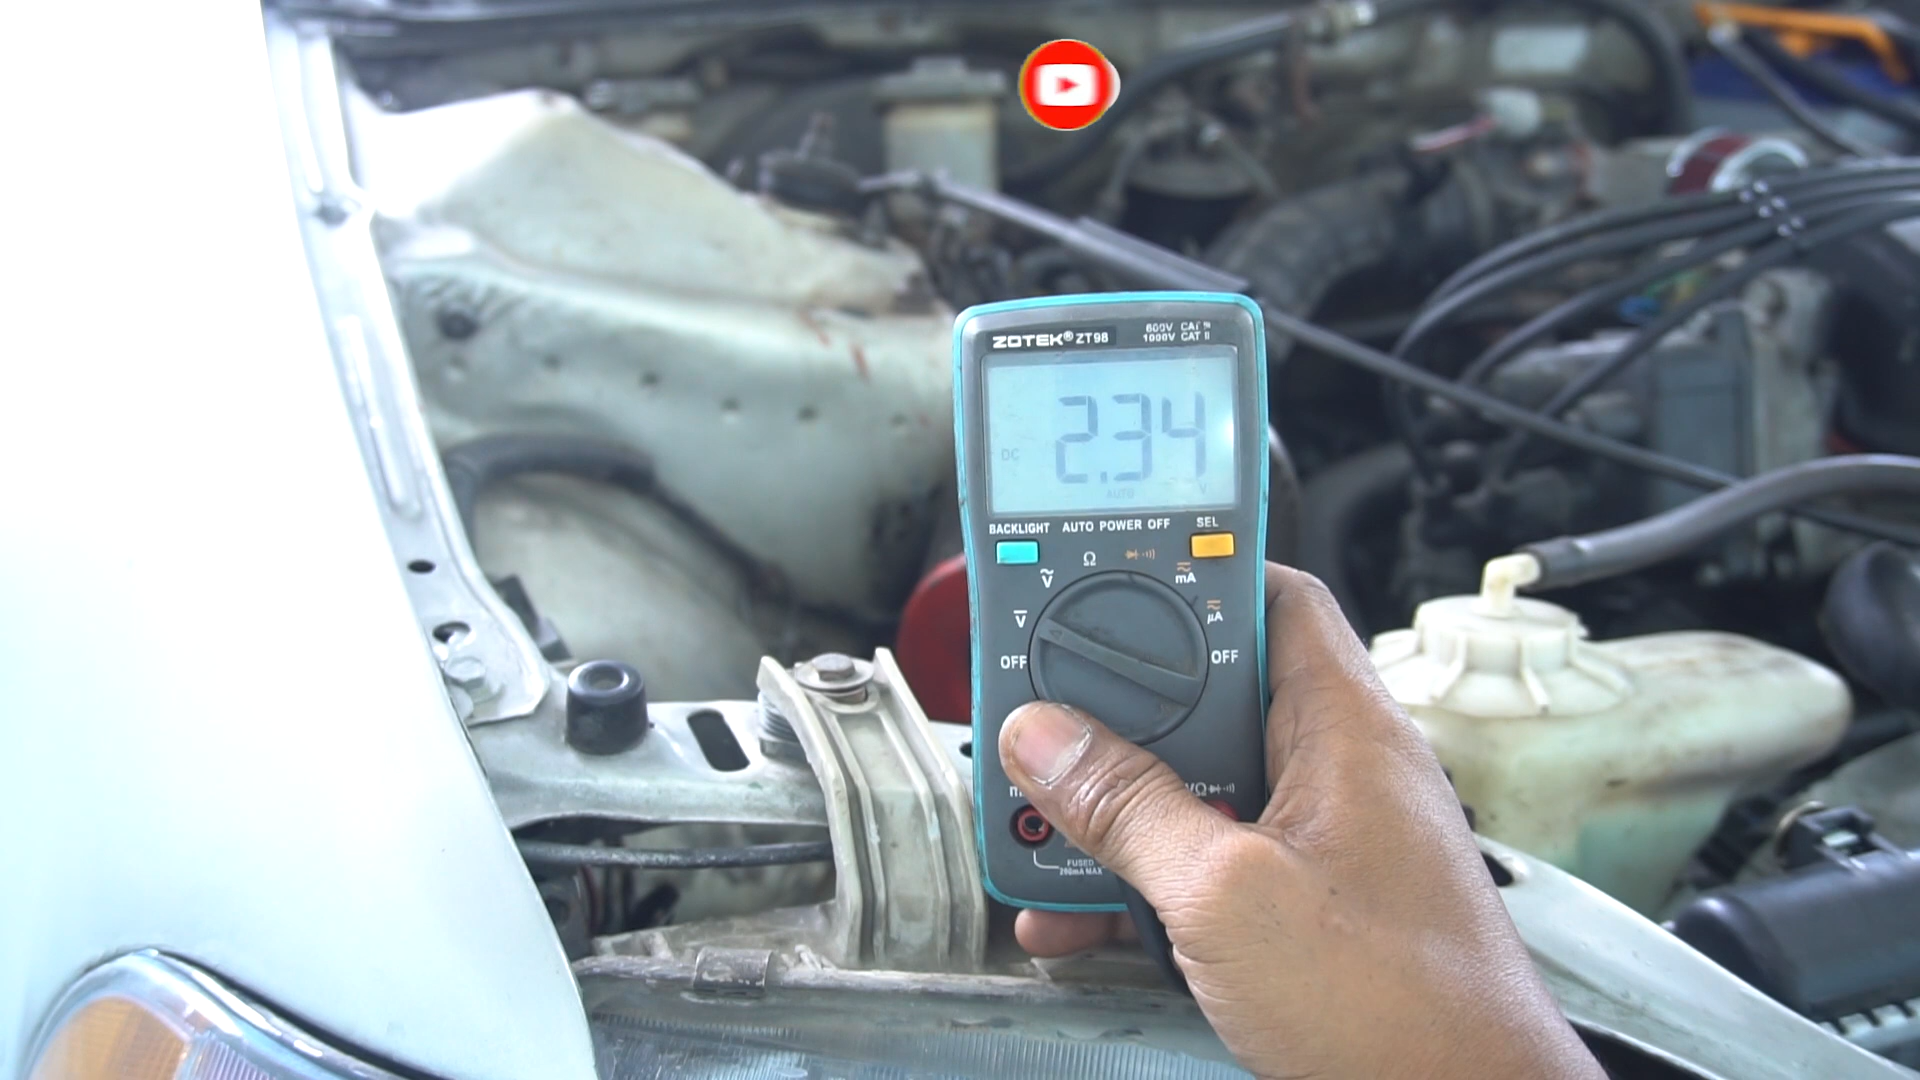 ZOTEK® ZT98
600V CAT III
1000V CAT II
2.34
DC
AUTO
V
BACKLIGHT AUTO POWER OFF SEL
Ω
V
mA
V
µA
OFF
OFF
VΩ
FUSED
200mA MAX